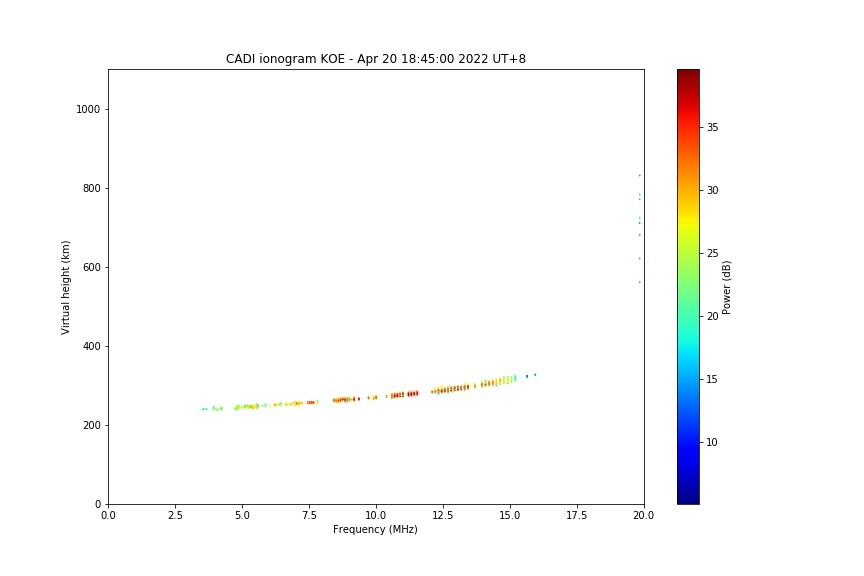 CADI ionogram KOE - Apr 20 18:45:00 2022 UT+8
1000
800
600
400
200
0
Virtual height (km)
0.0 2.5 5.0 7.5 10.0 12.5 15.0 17.5 20.0
Frequency (MHz)
35
30
25
20
15
10
Power (dB)